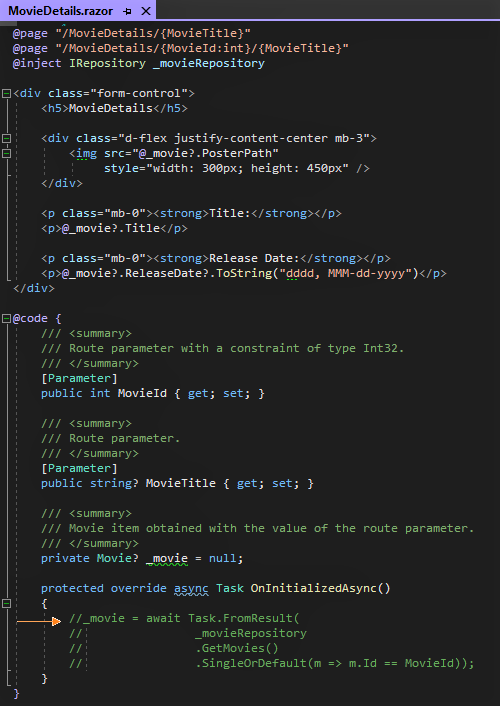 MovieDetails.razor
@page "/MovieDetails/{MovieTitle}"
@page "/MovieDetails/{MovieId:int}/{MovieTitle}"
@inject IRepository _movieRepository
<div class="form-control">
<h5>MovieDetails</h5>
<div class="d-flex justify-content-center mb-3">
<img src="@_movie?.PosterPath"
style="width: 300px; height: 450px" />
</div>
<p class="mb-0"><strong>Title:</strong></p>
<p>@_movie?.Title</p>
<p class="mb-0"><strong>Release Date:</strong></p>
<p>@_movie?.ReleaseDate?.ToString("dddd, MMM-dd-yyyy")</p>
</div>
@code {
/// <summary>
/// Route parameter with a constraint of type Int32.
/// </summary>
[Parameter]
public int MovieId { get; set; }
/// <summary>
/// Route parameter.
/// </summary>
[Parameter]
public string? MovieTitle { get; set; }
/// <summary>
/// Movie item obtained with the value of the route parameter.
/// </summary>
private Movie? _movie = null;
protected override async Task OnInitializedAsync()
{
//_movie = await Task.FromResult(
// _movieRepository
// .GetMovies()
// .SingleOrDefault(m => m.Id == MovieId));
}
}